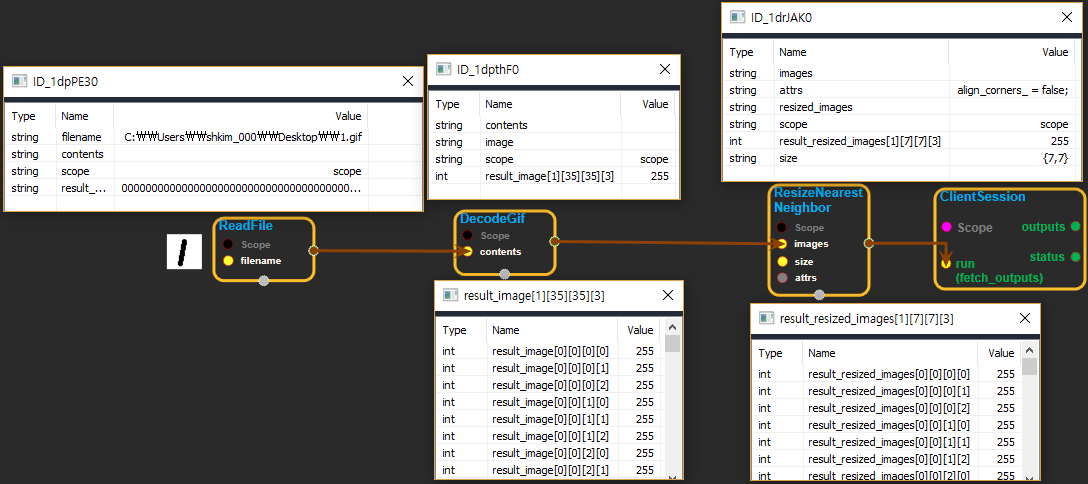 ID_1dpPE30
Type Name Value
string filename C:₩₩Users₩₩shkim_000₩₩Desktop₩₩1.gif
string contents
string scope scope
string result_...
ID_1dpthF0
Type Name Value
string contents
string image
string scope scope
int result_image[1][35][35][3] 255
ID_1drJAK0
Type Name Value
string images
string attrs align_corners_ = false;
string resized_images
string scope scope
int result_resized_images[1][7][7][3] 255
string size {7,7}
ReadFile
Scope
filename
DecodeGif
Scope
contents
ResizeNearest
Neighbor
Scope
images
size
attrs
ClientSession
Scope outputs
status
run
(fetch_outputs)
result_image[1][35][35][3]
Type Name Value
int result_image[0][0][0][0] 255
int result_image[0][0][0][1] 255
int result_image[0][0][0][2] 255
int result_image[0][0][1][0] 255
int result_image[0][0][1][1] 255
int result_image[0][0][1][2] 255
int result_image[0][0][2][0] 255
int result_image[0][0][2][1] 255
result_resized_images[1][7][7][3]
Type Name Value
int result_resized_images[0][0][0][0] 255
int result_resized_images[0][0][0][1] 255
int result_resized_images[0][0][0][2] 255
int result_resized_images[0][0][1][0] 255
int result_resized_images[0][0][1][1] 255
int result_resized_images[0][0][1][2] 255
int result_resized_images[0][0][2][0] 255